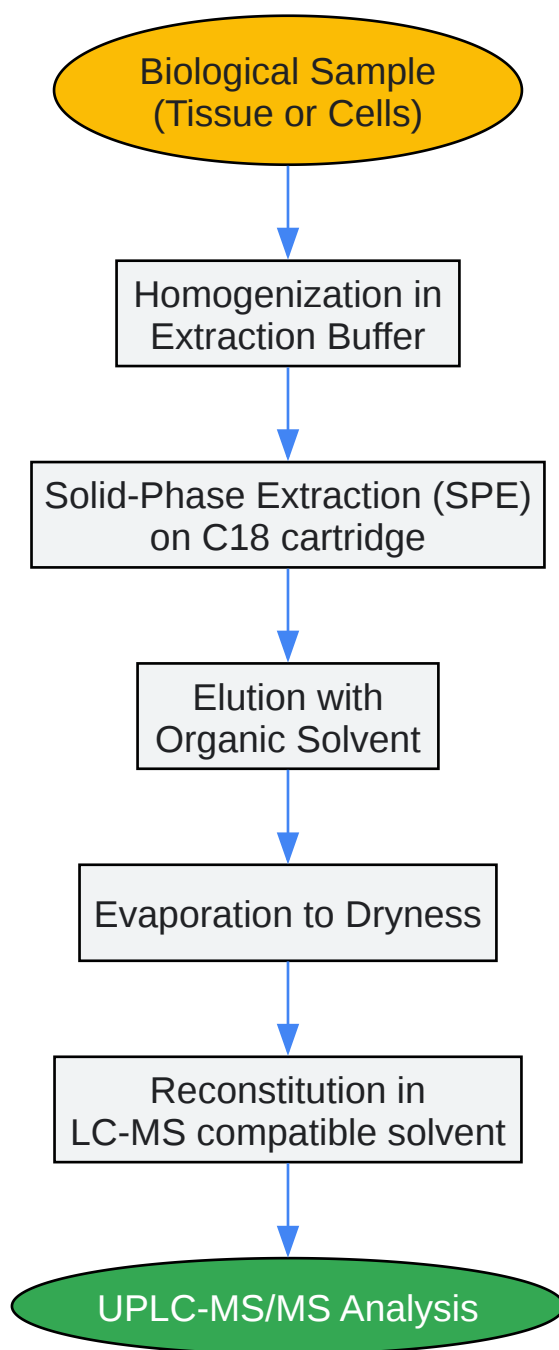 Biological Sample
(Tissue or Cells)
Homogenization in
Extraction Buffer
Solid-Phase Extraction (SPE)
on C18 cartridge
Elution with
Organic Solvent
Evaporation to Dryness
Reconstitution in
LC-MS compatible solvent
UPLC-MS/MS Analysis